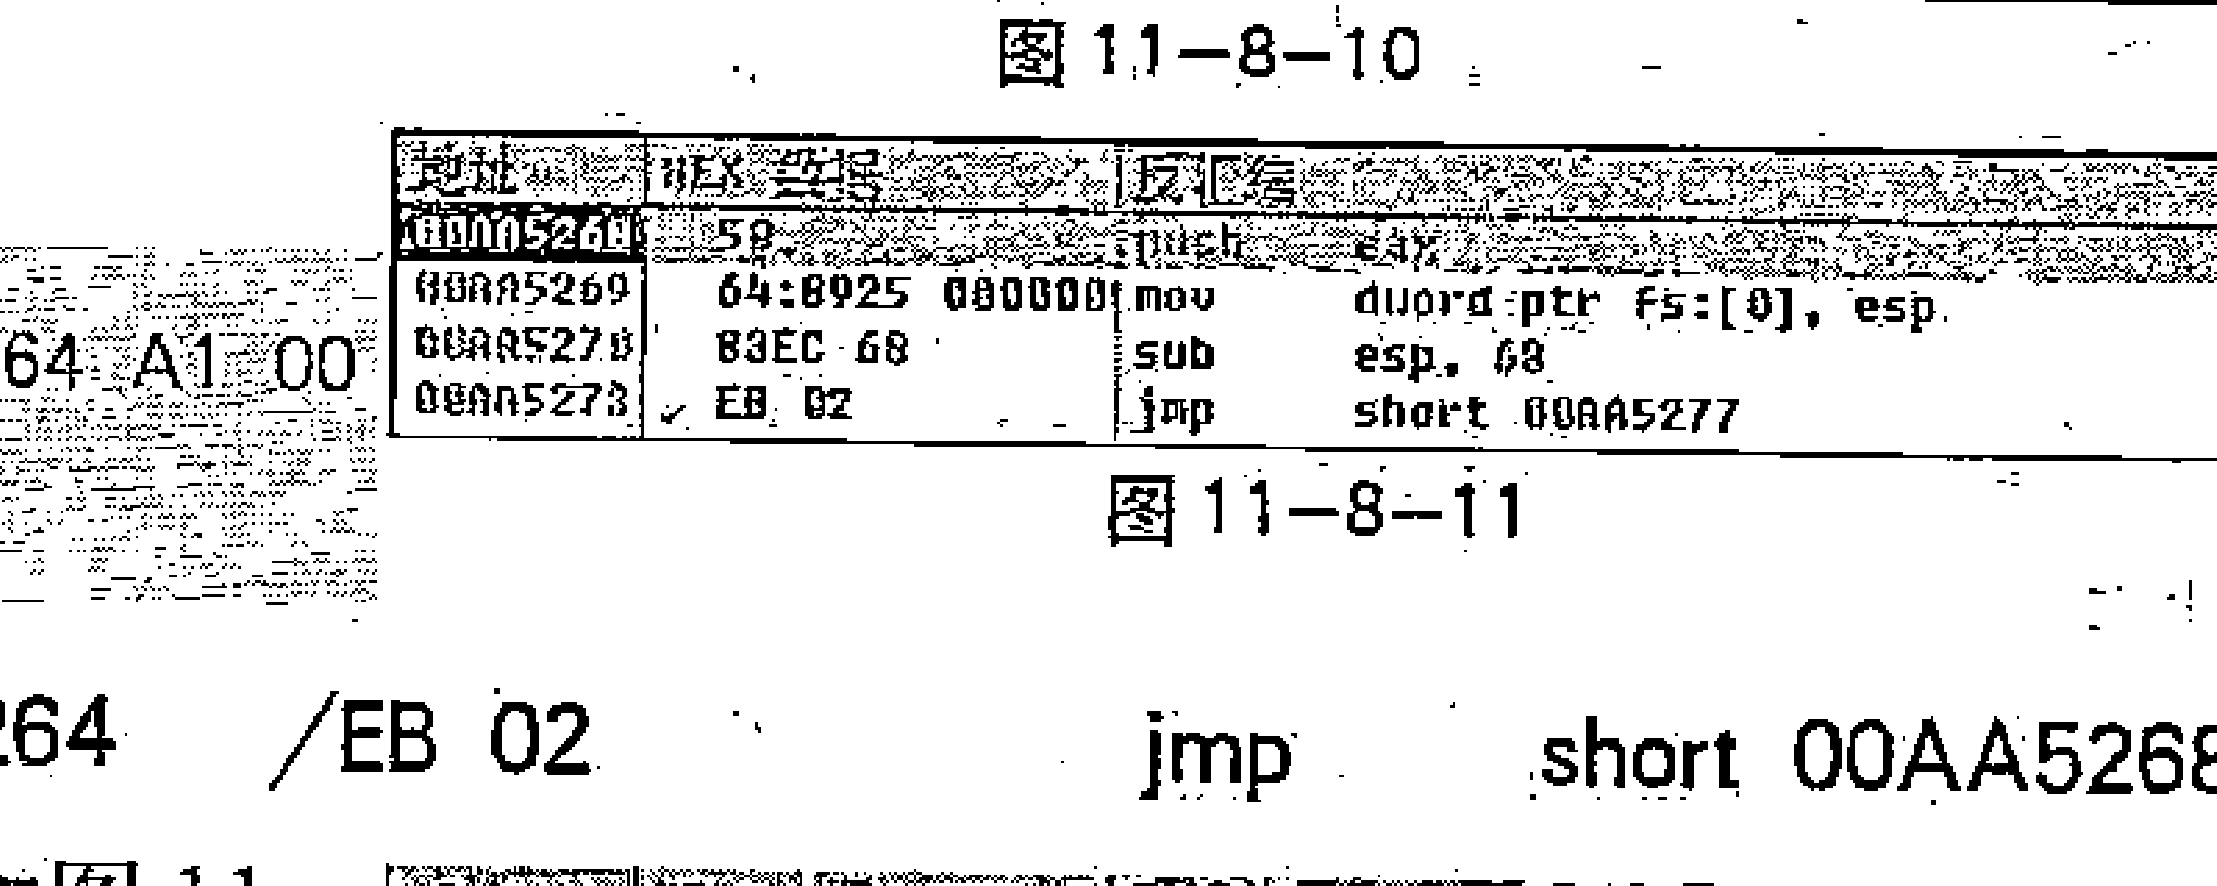 图 11-8-10
地址 HEX 数据 反汇编
00AA5268 50 push eax
00AA5269 64:8925 000000 mov dword ptr fs:[0], esp
64 A1 00
00AA5270 83EC 68 sub esp, 68
00AA5273 EB 02 jmp short 00AA5277
图 11-8-11
264 /EB 02 jmp short 00AA5268
图 11